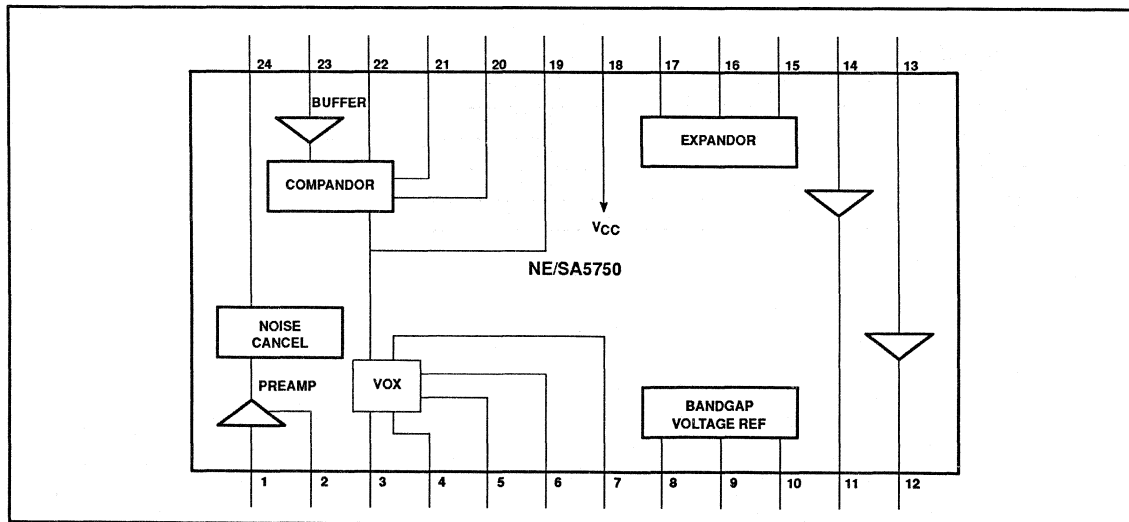 24 23 22 21 20 19 18 17 16 15 14 13
BUFFER
EXPANDOR
COMPANDOR
VCC
NE/SA5750
NOISE
CANCEL
PREAMP
VOX
BANDGAP
VOLTAGE REF
1 2 3 4 5 6 7 8 9 10 11 12